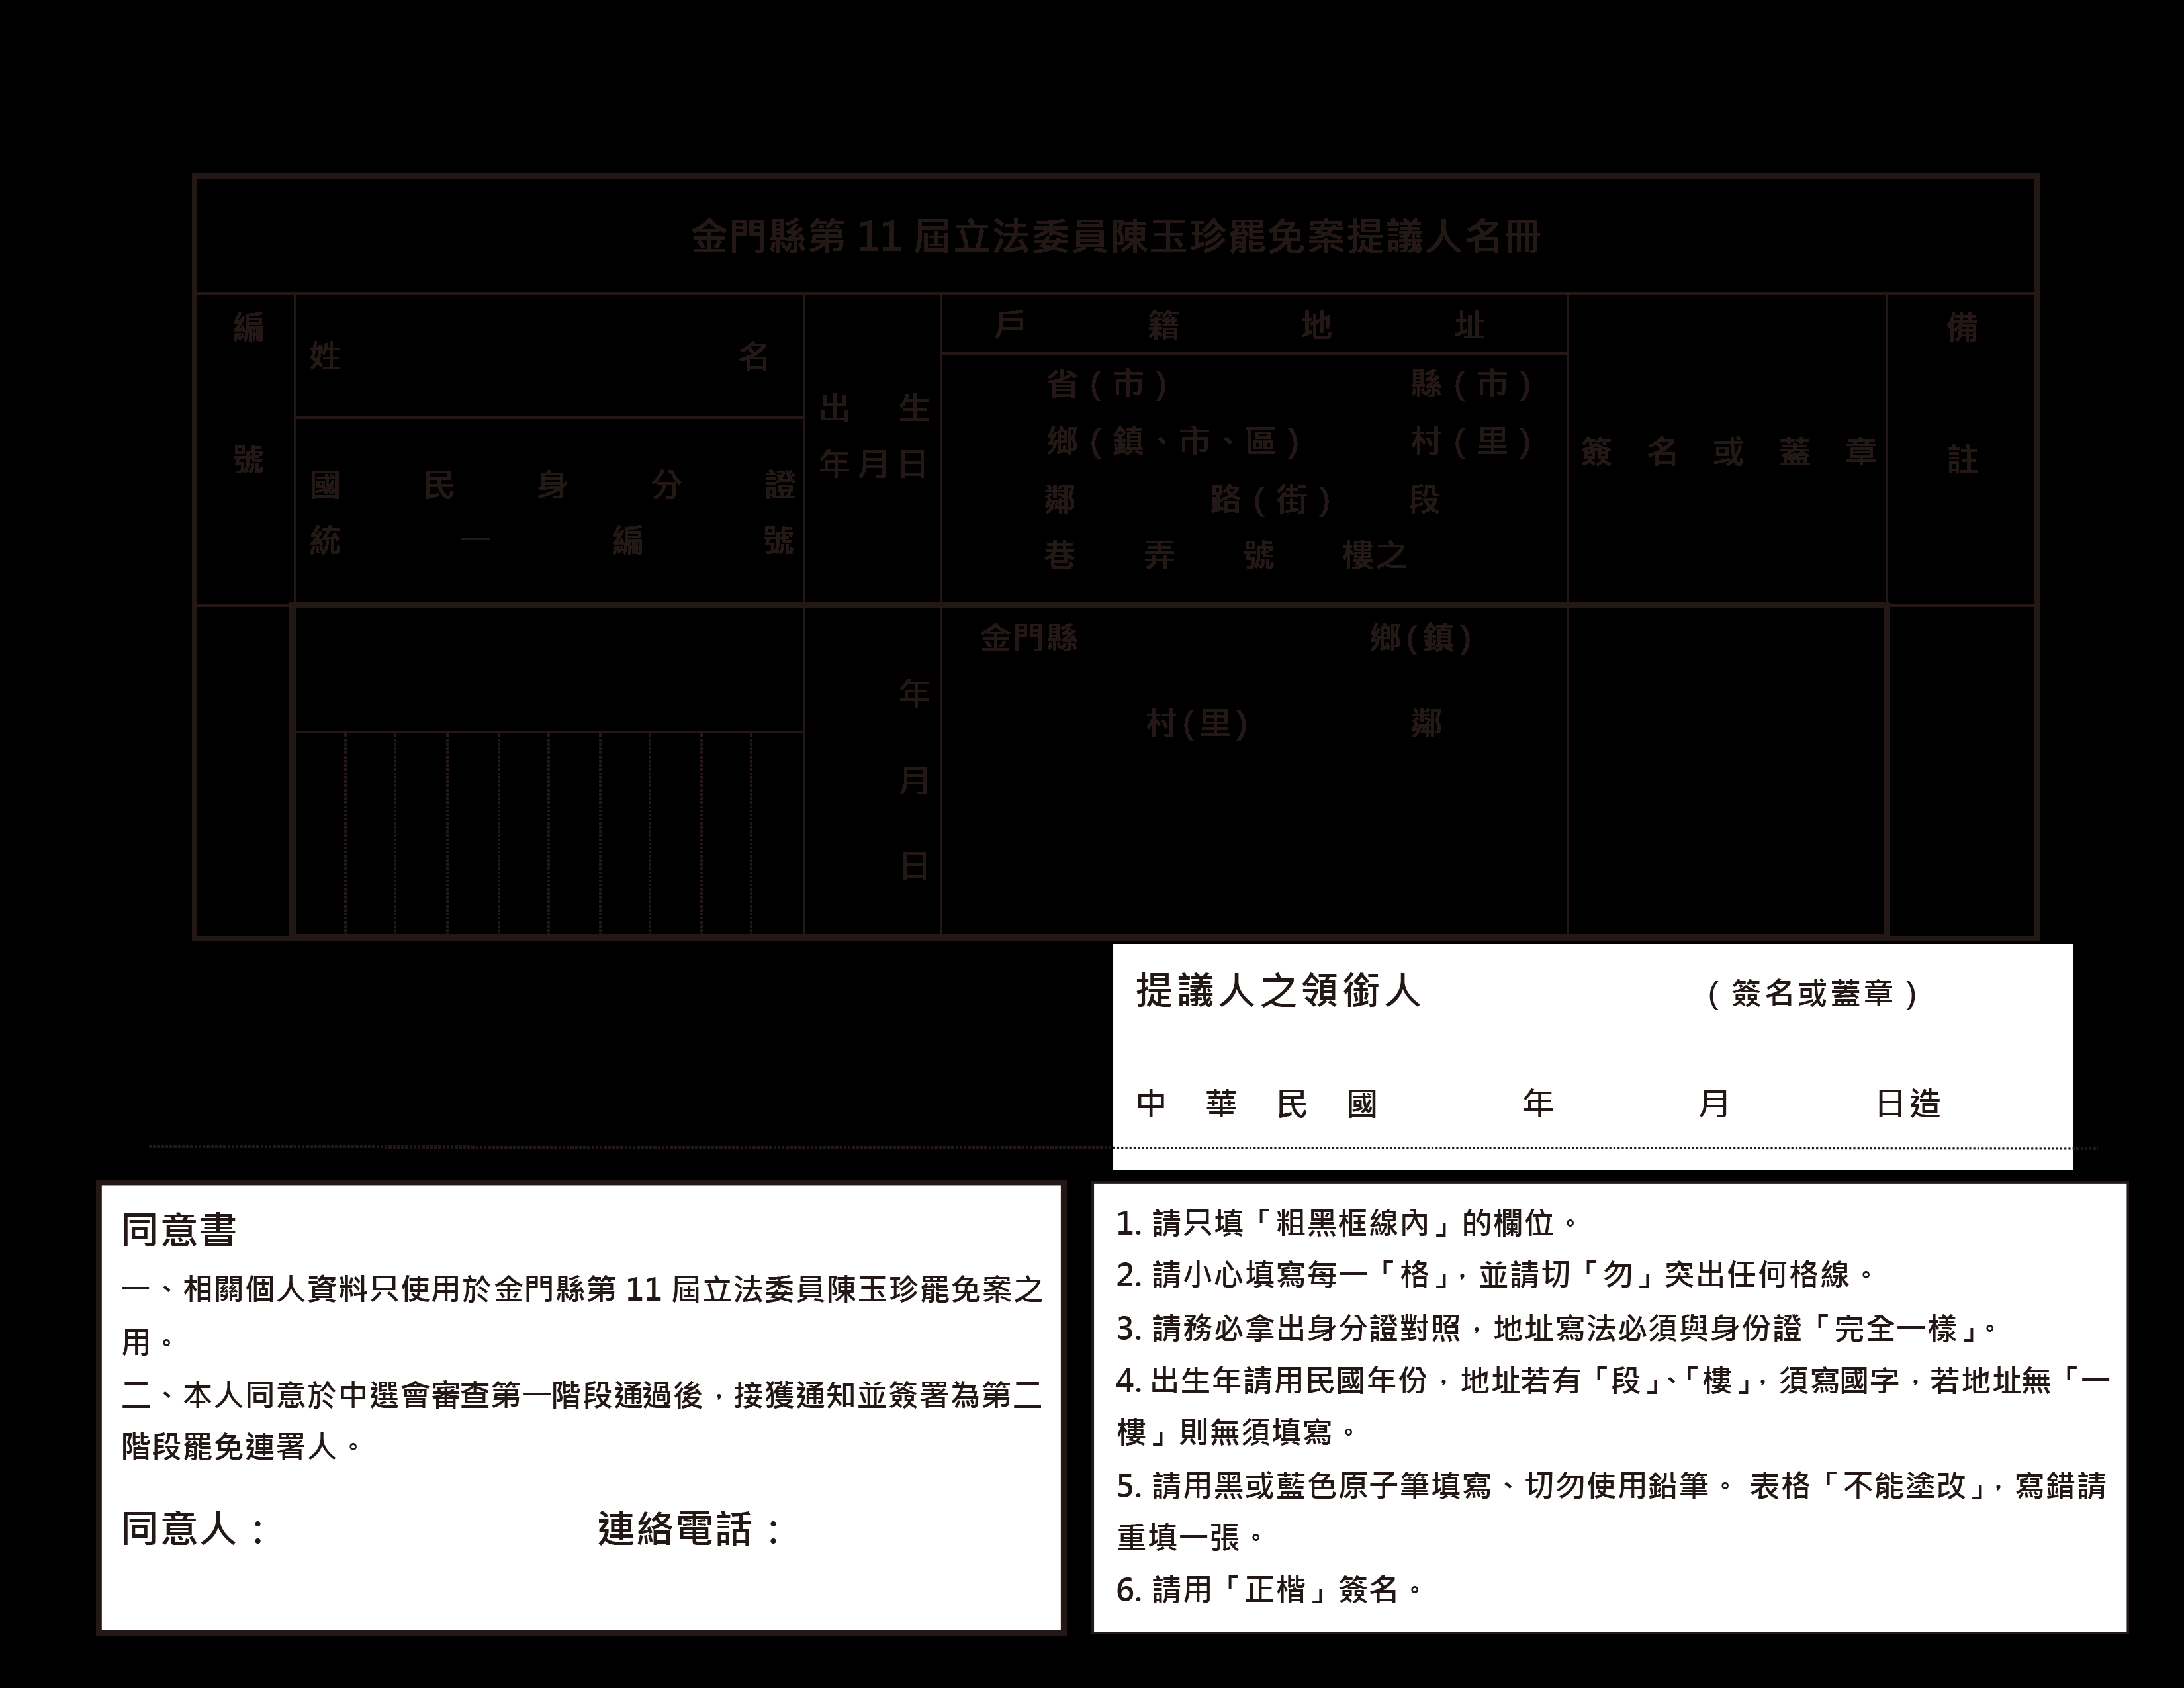 金門縣第 11 屆立法委員陳玉珍罷免案提議人名冊
編號
姓名
國民身分證
統一編號
出生
年月日
戶籍地址
省(市) 縣(市)
鄉(鎮、市、區) 村(里)
鄰 路(街) 段
巷 弄 號 樓之
簽名或蓋章
備註
年
月
日
金門縣 鄉(鎮)
村(里) 鄰
提議人之領銜人 (簽名或蓋章)
中華民國 年 月 日造
同意書
一、相關個人資料只使用於金門縣第 11 屆立法委員陳玉珍罷免案之
用。
二、本人同意於中選會審查第一階段通過後，接獲通知並簽署為第二
階段罷免連署人。
同意人： 連絡電話：
1. 請只填「粗黑框線內」的欄位。
2. 請小心填寫每一「格」，並請切「勿」突出任何格線。
3. 請務必拿出身分證對照，地址寫法必須與身份證「完全一樣」。
4. 出生年請用民國年份，地址若有「段」、「樓」，須寫國字，若地址無「一
樓」則無須填寫。
5. 請用黑或藍色原子筆填寫、切勿使用鉛筆。 表格「不能塗改」，寫錯請
重填一張。
6. 請用「正楷」簽名。